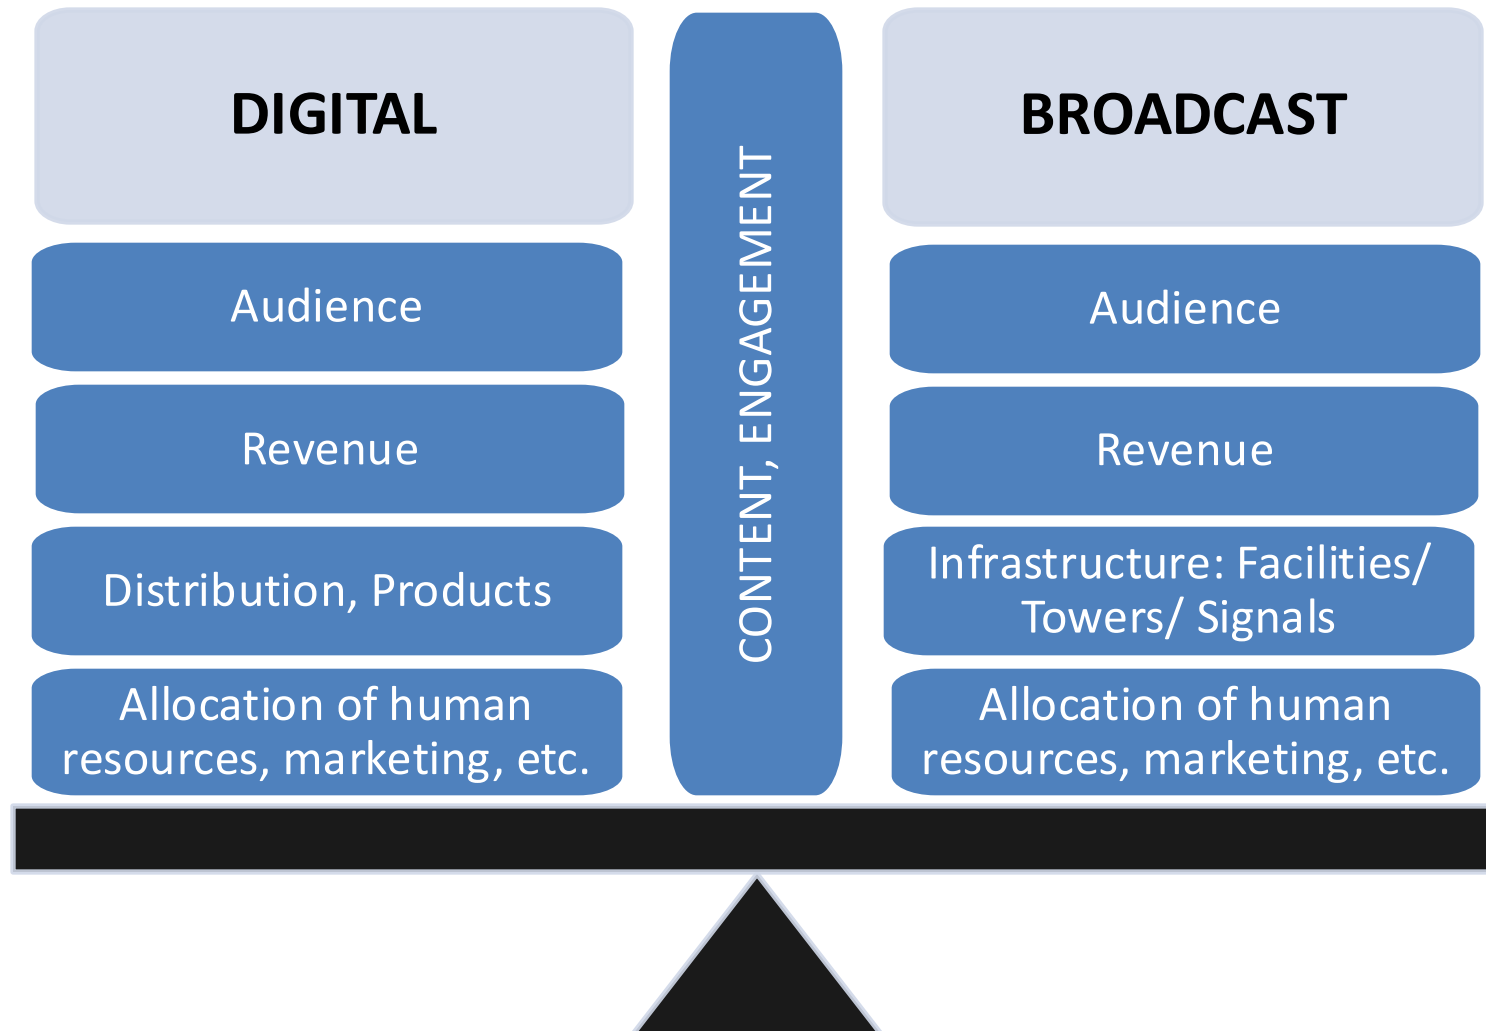 DIGITAL
Audience
Revenue
Distribution, Products
Allocation of human
resources, marketing, etc.
CONTENT, ENGAGEMENT
BROADCAST
Audience
Revenue
Infrastructure: Facilities/
Towers/ Signals
Allocation of human
resources, marketing, etc.